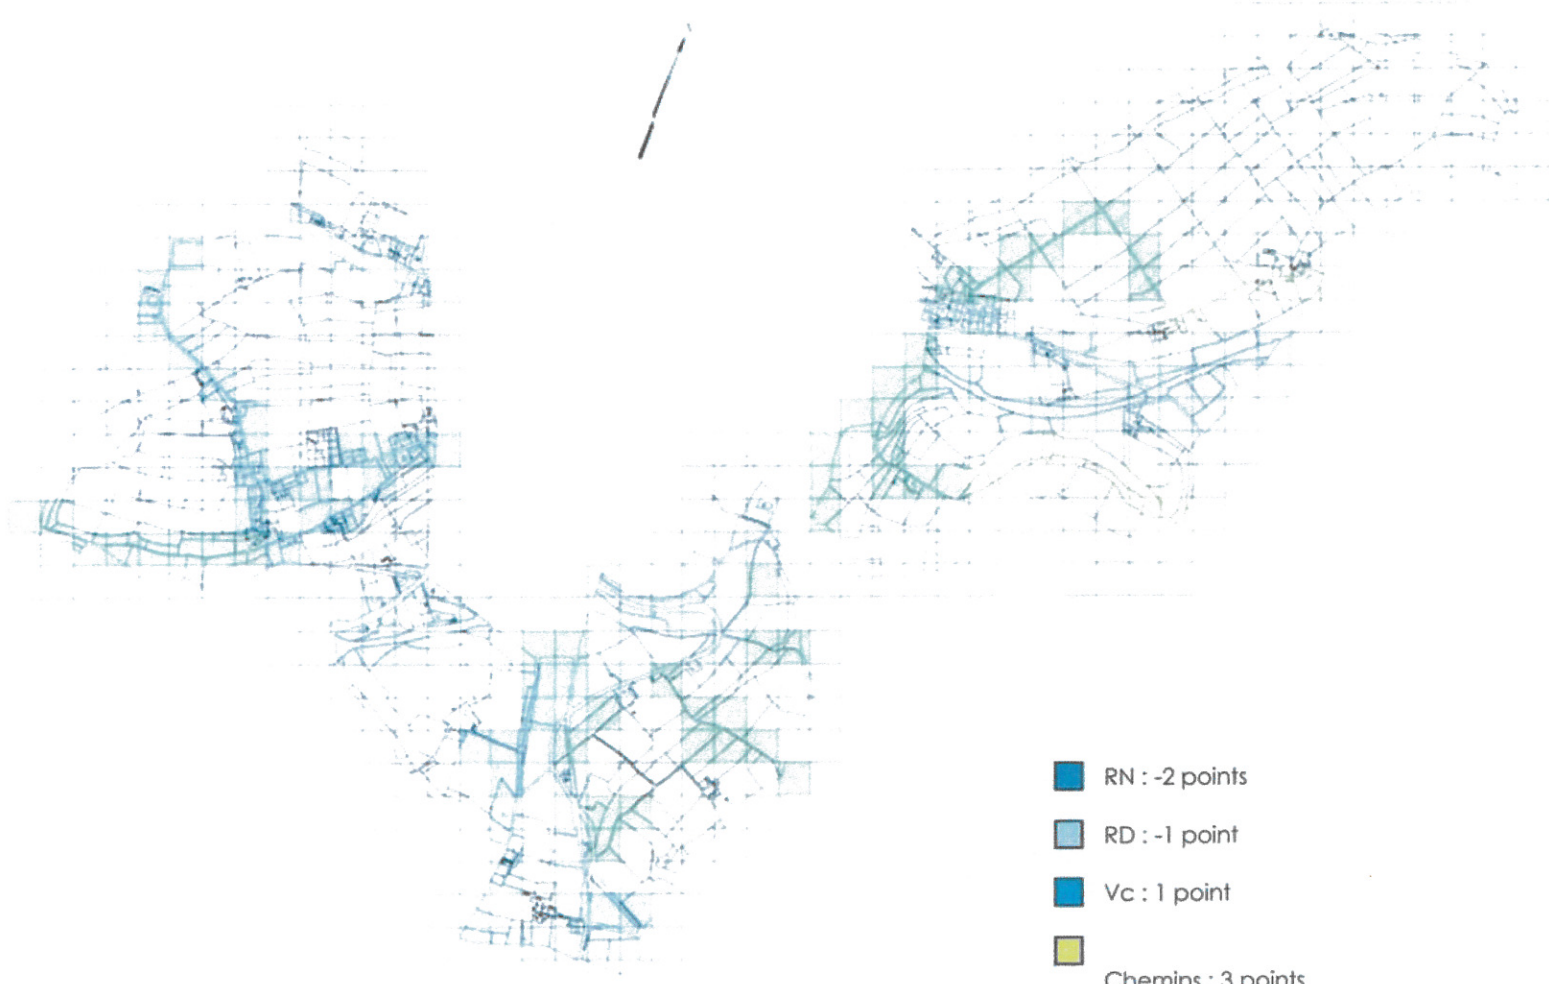 RN : -2 points
RD : -1 point
Vc : 1 point
Chemins : 3 points